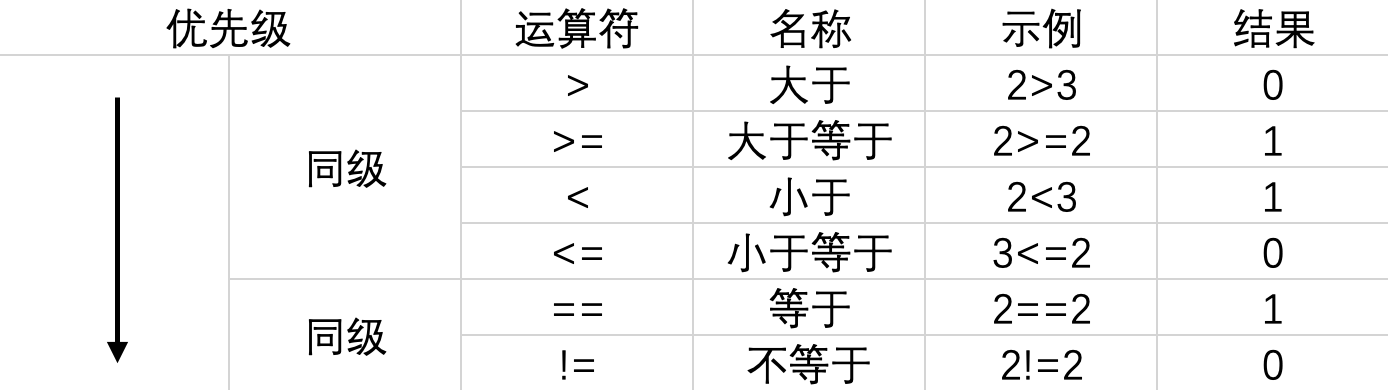 优先级 运算符 名称 示例 结果
同级
> 大于 2>3 0
>= 大于等于 2>=2 1
< 小于 2<3 1
<= 小于等于 3<=2 0
同级
== 等于 2==2 1
!= 不等于 2!=2 0